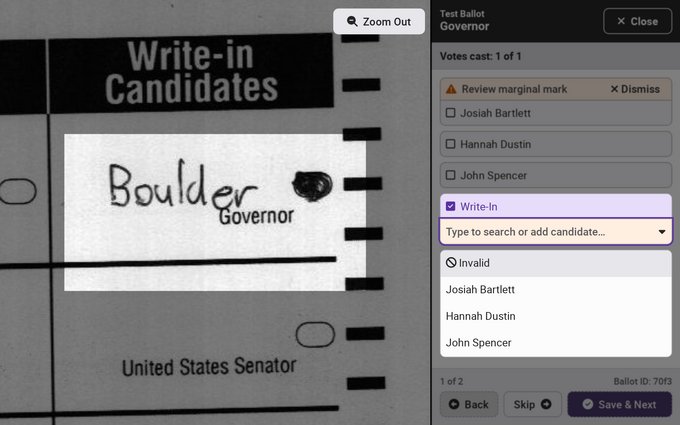 Zoom Out
Write-in
Candidates
Boulder
Governor
United States Senator
Test Ballot
Governor
Close
Votes cast: 1 of 1
Review marginal mark
Dismiss
Josiah Bartlett
Hannah Dustin
John Spencer
Write-In
Type to search or add candidate...
Invalid
Josiah Bartlett
Hannah Dustin
John Spencer
1 of 2
Ballot ID: 70f3
Back
Skip
Save & Next